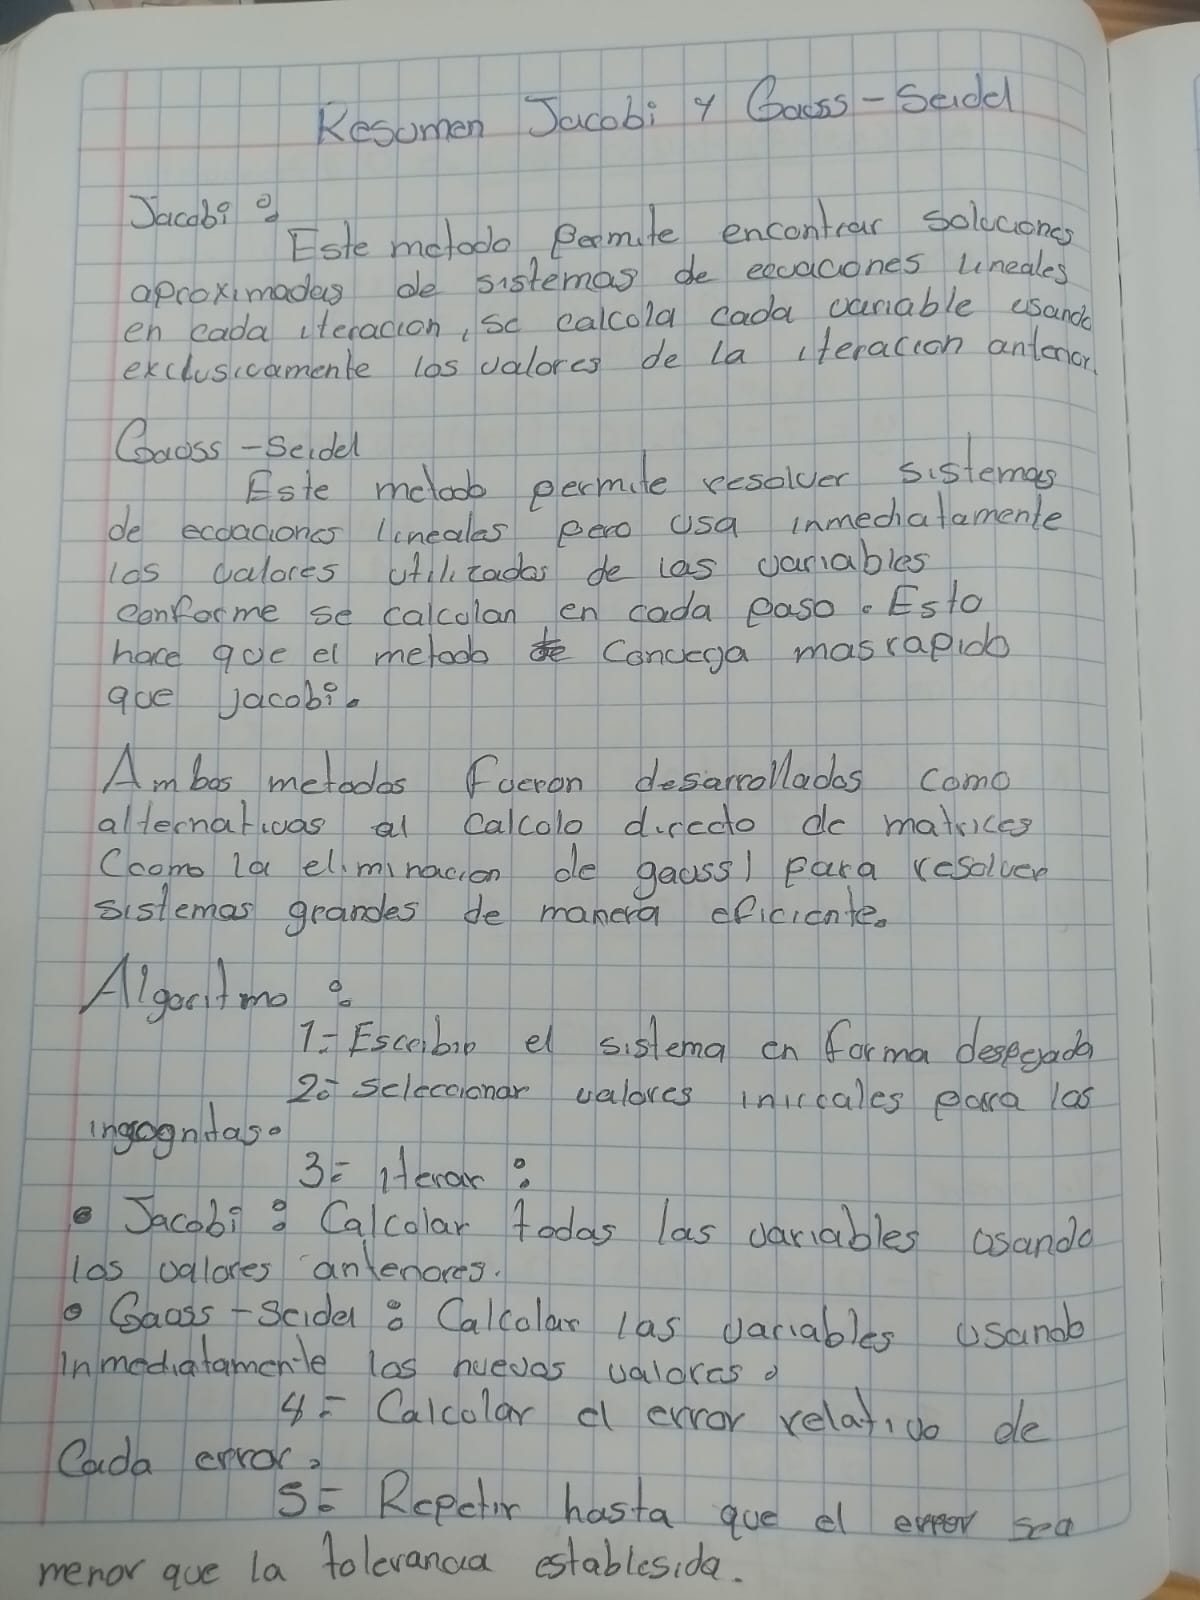 Resumen Jacobi y Gauss-Seidel
Jacobi:
Este metodo permite encontrar soluciones
aproximadas de sistemas de ecuaciones lineales
en cada iteracion, se calcula cada variable usando
exclusicamente los valores de la iteracion anterior.
Gauss-Seidel
Este metodo permite resolver sistemas
de ecuaciones lineales pero usa inmediatamente
los valores utilizados de las variables
conforme se calculan en cada paso. Esto
hace que el metodo converga mas rapido
que jacobi.
Ambos metodos fueron desarrollados como
alternativas al calculo directo de matrices
(como la eliminacion de gauss) para resolver
sistemas grandes de manera eficiente.
Algoritmo:
1= Escribir el sistema en forma despegada
2= seleccionar valores iniciales para las
ingognitas.
3= iterar:
• Jacobi: Calcular todas las variables usando
los valores anteriores.
• Gauss-Seidel: Calcular las variables usando
inmediatamente los nuevos valores.
4= Calcular el error relativo de
Cada error.
5= Repetir hasta que el error sea
menor que la tolerancia establesida.